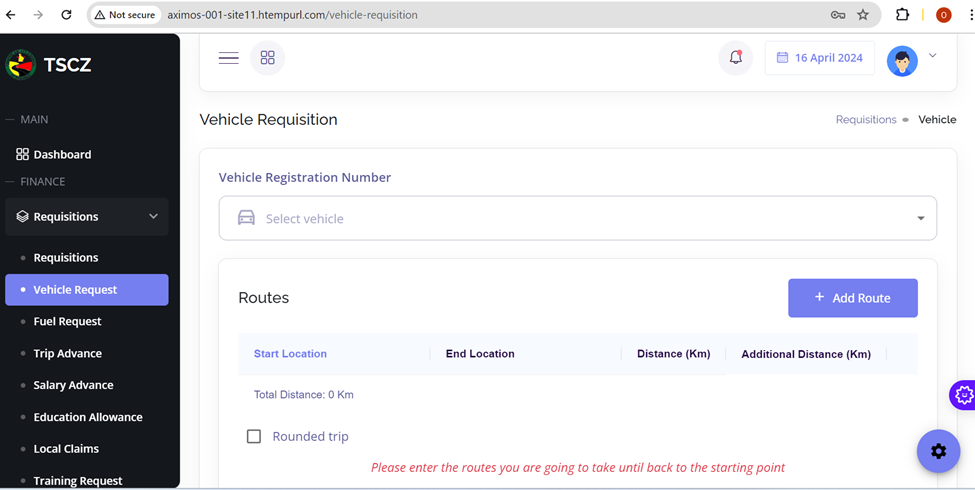 Not secure
aximos-001-site11.htempurl.com/vehicle-requisition
O
TSCZ
16 April 2024
MAIN
Dashboard
FINANCE
Requisitions
Requisitions
Vehicle Request
Fuel Request
Trip Advance
Salary Advance
Education Allowance
Local Claims
Training Request
Vehicle Requisition
Requisitions
Vehicle
Vehicle Registration Number
Select vehicle
Routes
+ Add Route
Start Location End Location Distance (Km) Additional Distance (Km)
Total Distance: 0 Km
Rounded trip
Please enter the routes you are going to take until back to the starting point